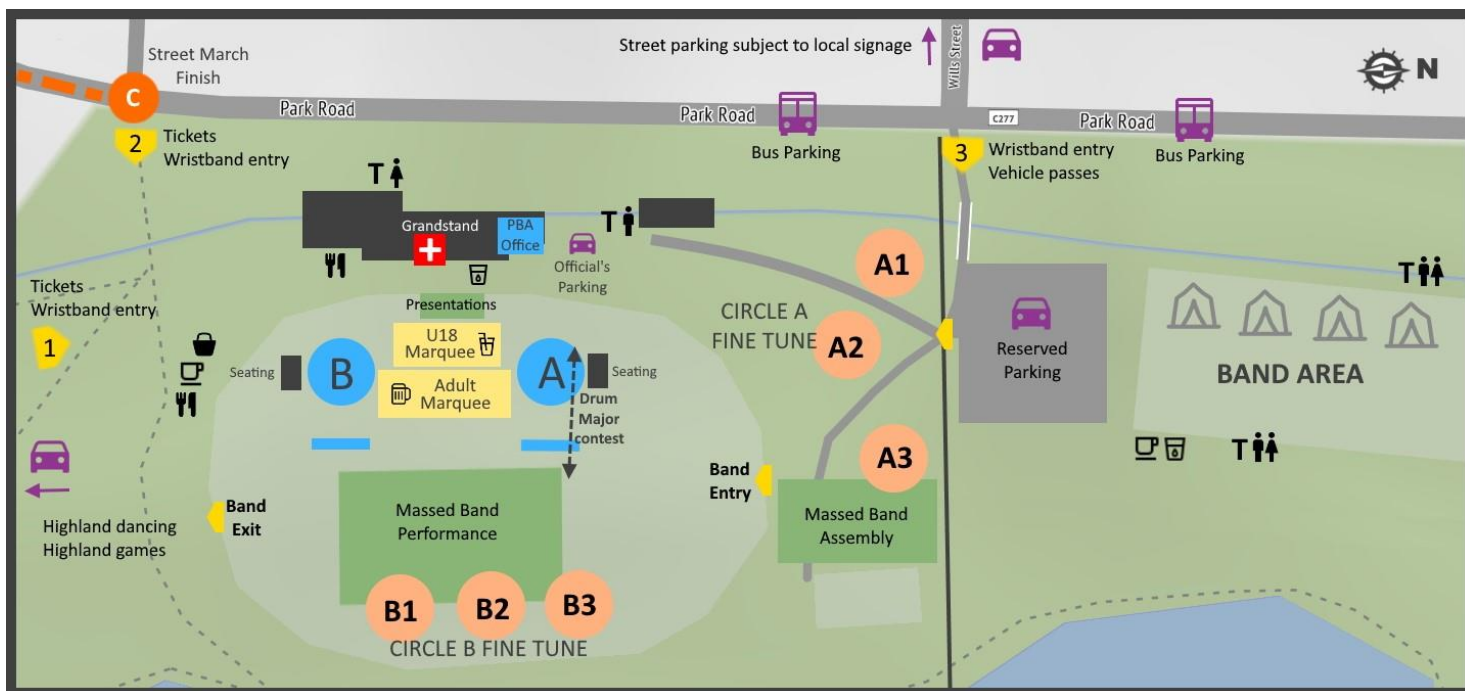 Street parking subject to local signage
Wills Street
N
Street March
Finish
C
Park Road
Park Road
C277
Park Road
2
Tickets
Wristband entry
Bus Parking
3
Wristband entry
Vehicle passes
Bus Parking
T
Grandstand
PBA
Office
T
Official's
Parking
A1
T
Tickets
Wristband entry
1
Presentations
CIRCLE A
FINE TUNE
A2
U18
Marquee
Seating
B
A
Seating
Adult
Marquee
Drum
Major
contest
Reserved
Parking
BAND AREA
A3
T
Band
Entry
Highland dancing
Highland games
Band
Exit
Massed Band
Performance
Massed Band
Assembly
B1
B2
B3
CIRCLE B FINE TUNE